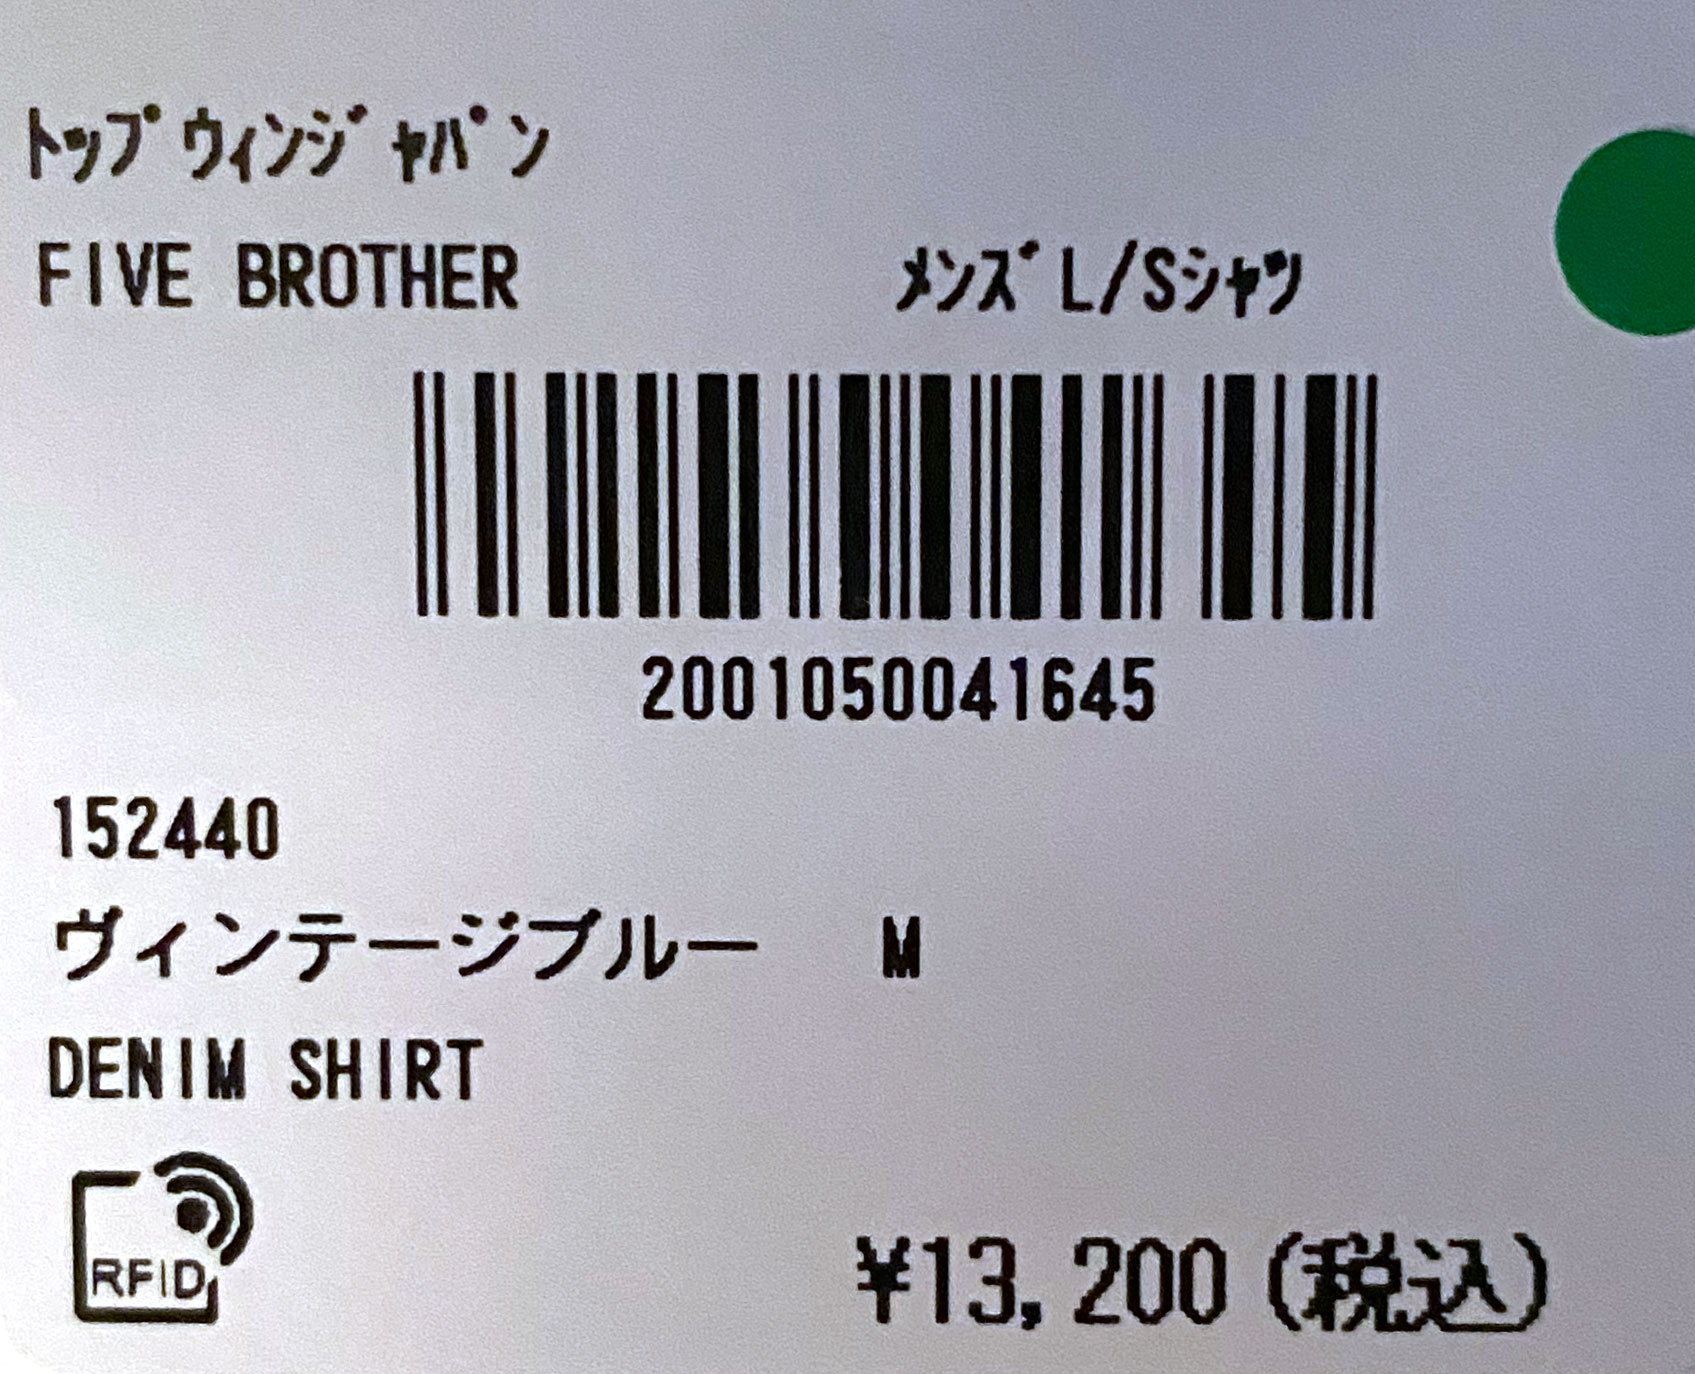 ﾄｯﾌﾟｳｨﾝｼﾞｬﾊﾟﾝ
FIVE BROTHER ﾒﾝｽﾞL/Sｼｬﾂ
2001050041645
152440
ヴィンテージブルー M
DENIM SHIRT
RFID
¥13,200(税込)